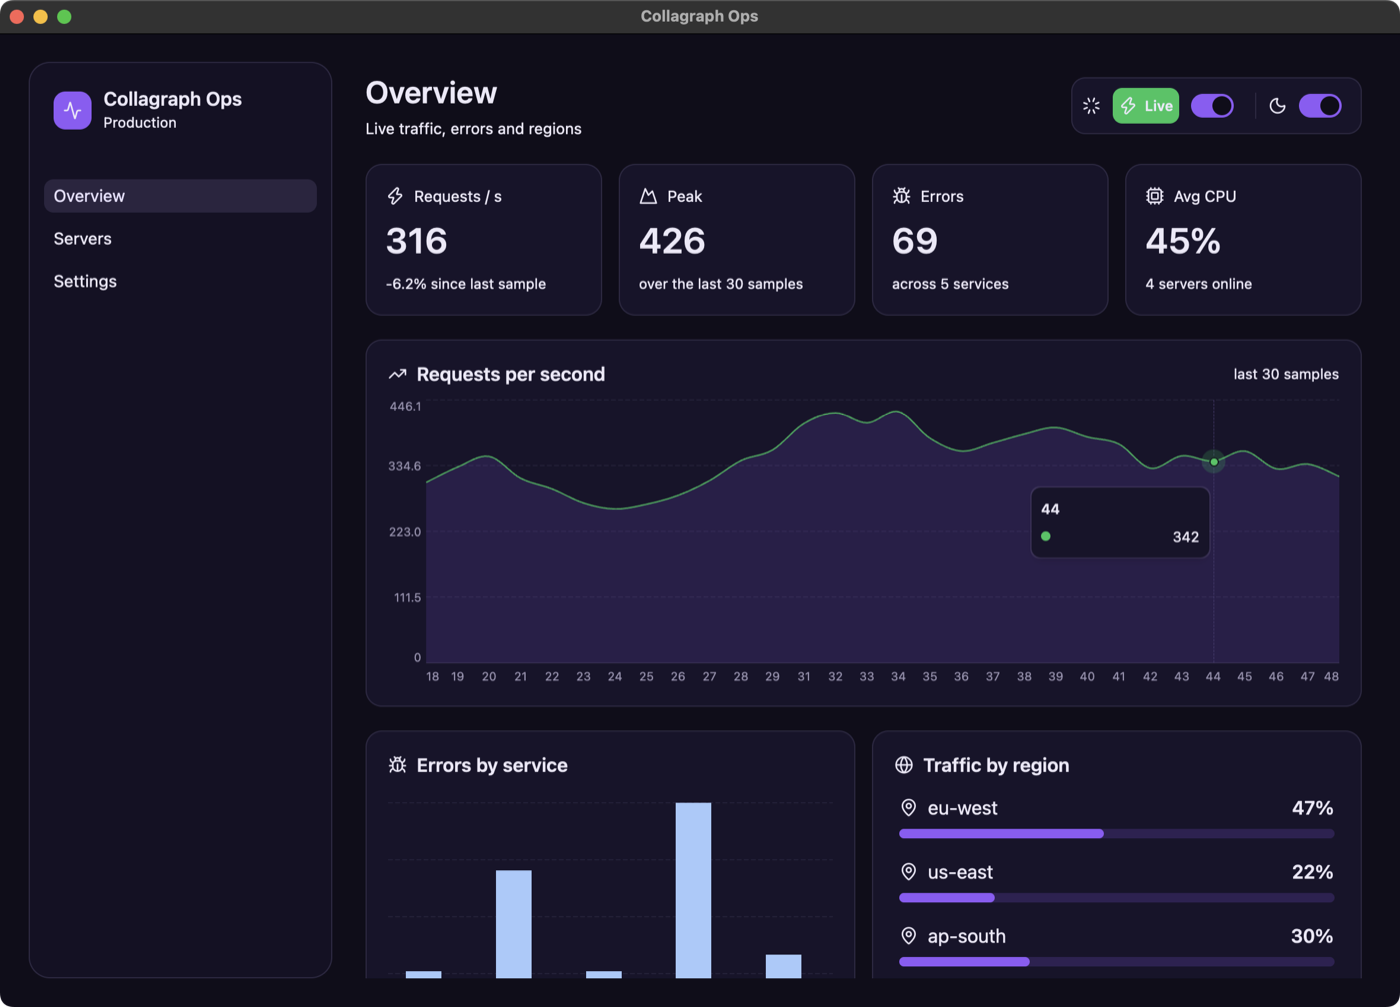 Collagraph Ops
Collagraph Ops
Production
Overview
Servers
Settings
Overview
Live traffic, errors and regions
Live
Requests / s
316
-6.2% since last sample
Peak
426
over the last 30 samples
Errors
69
across 5 services
Avg CPU
45%
4 servers online
Requests per second
last 30 samples
446.1
334.6
223.0
111.5
0
44
342
18 19 20 21 22 23 24 25 26 27 28 29 31 32 33 34 35 36 37 38 39 40 41 42 43 44 45 46 47 48
Errors by service
Traffic by region
eu-west 47%
us-east 22%
ap-south 30%